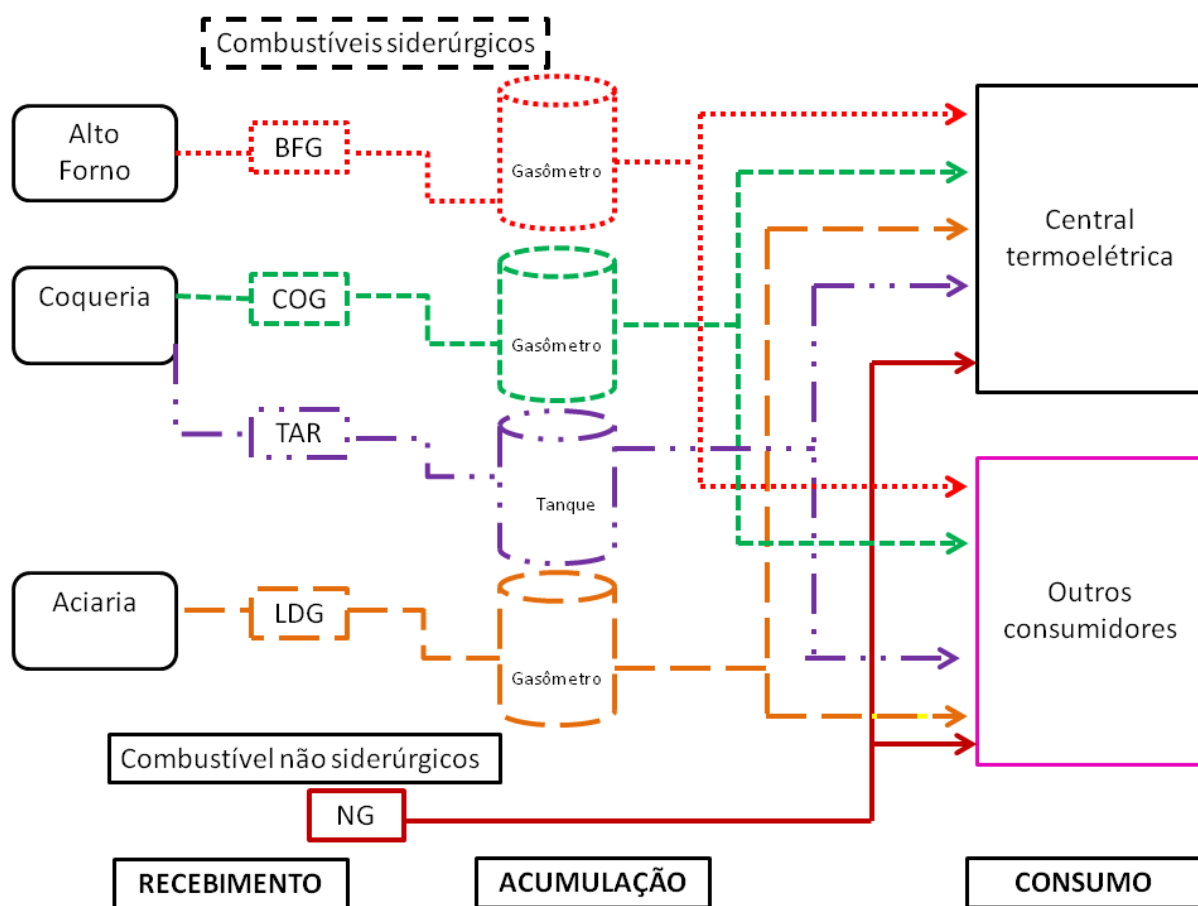 Combustíveis siderúrgicos
Alto
Forno
BFG
Gasômetro
Central
termoelétrica
Coqueria
COG
Gasômetro
TAR
Tanque
Aciaria
LDG
Gasômetro
Outros
consumidores
Combustível não siderúrgicos
NG
RECEBIMENTO
ACUMULAÇÃO
CONSUMO